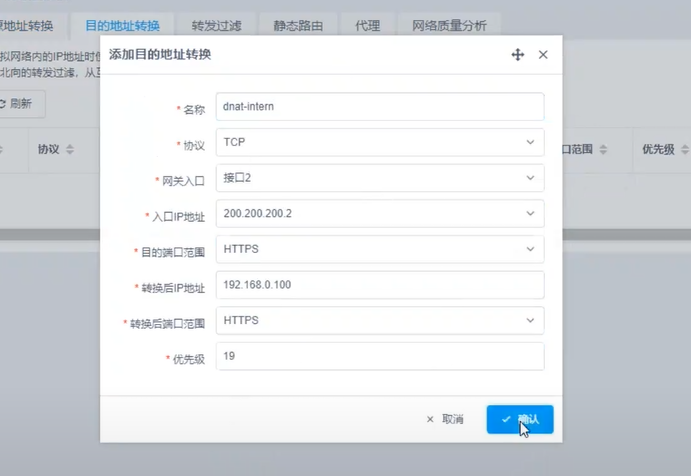 源地址转换 目的地址转换 转发过滤 静态路由 代理 网络质量分析
拟网络内的IP地址时
北向的转发过滤，从
刷新
协议 口范围 优先级
添加目的地址转换
* 名称 dnat-intern
* 协议 TCP
* 网关入口 接口2
* 入口IP地址 200.200.200.2
* 目的端口范围 HTTPS
* 转换后IP地址 192.168.0.100
* 转换后端口范围 HTTPS
* 优先级 19
取消 确认